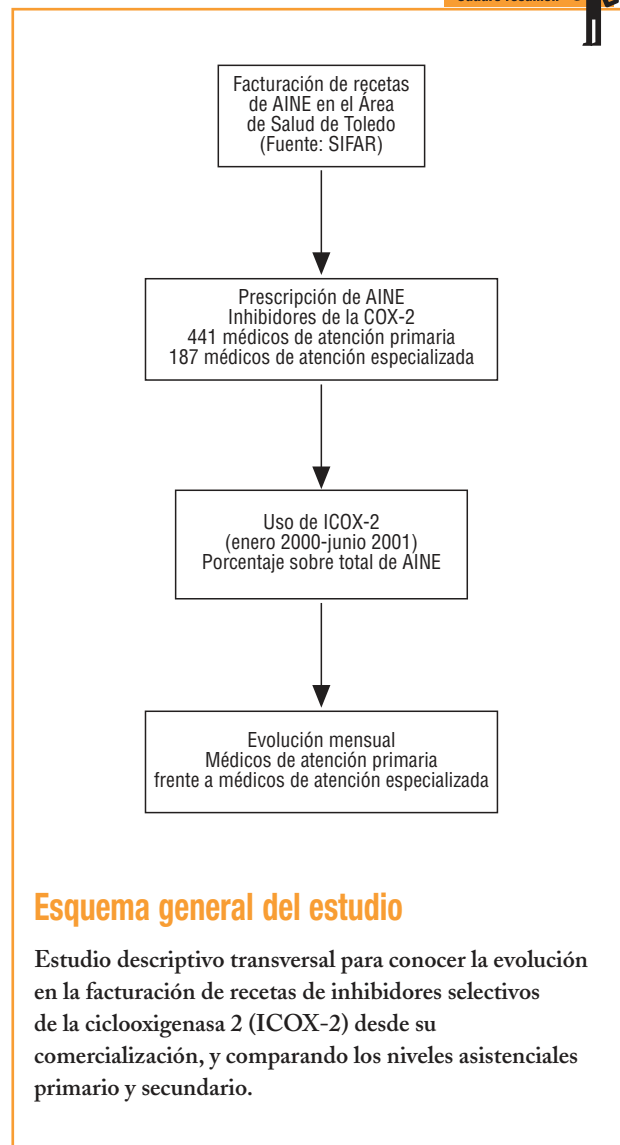 Facturación de recetas
de AINE en el Área
de Salud de Toledo
(Fuente: SIFAR)
Prescripción de AINE
Inhibidores de la COX-2
441 médicos de atención primaria
187 médicos de atención especializada
Uso de ICOX-2
(enero 2000-junio 2001)
Porcentaje sobre total de AINE
Evolución mensual
Médicos de atención primaria
frente a médicos de atención especializada
Esquema general del estudio
Estudio descriptivo transversal para conocer la evolución
en la facturación de recetas de inhibidores selectivos
de la ciclooxigenasa 2 (ICOX-2) desde su
comercialización, y comparando los niveles asistenciales
primario y secundario.